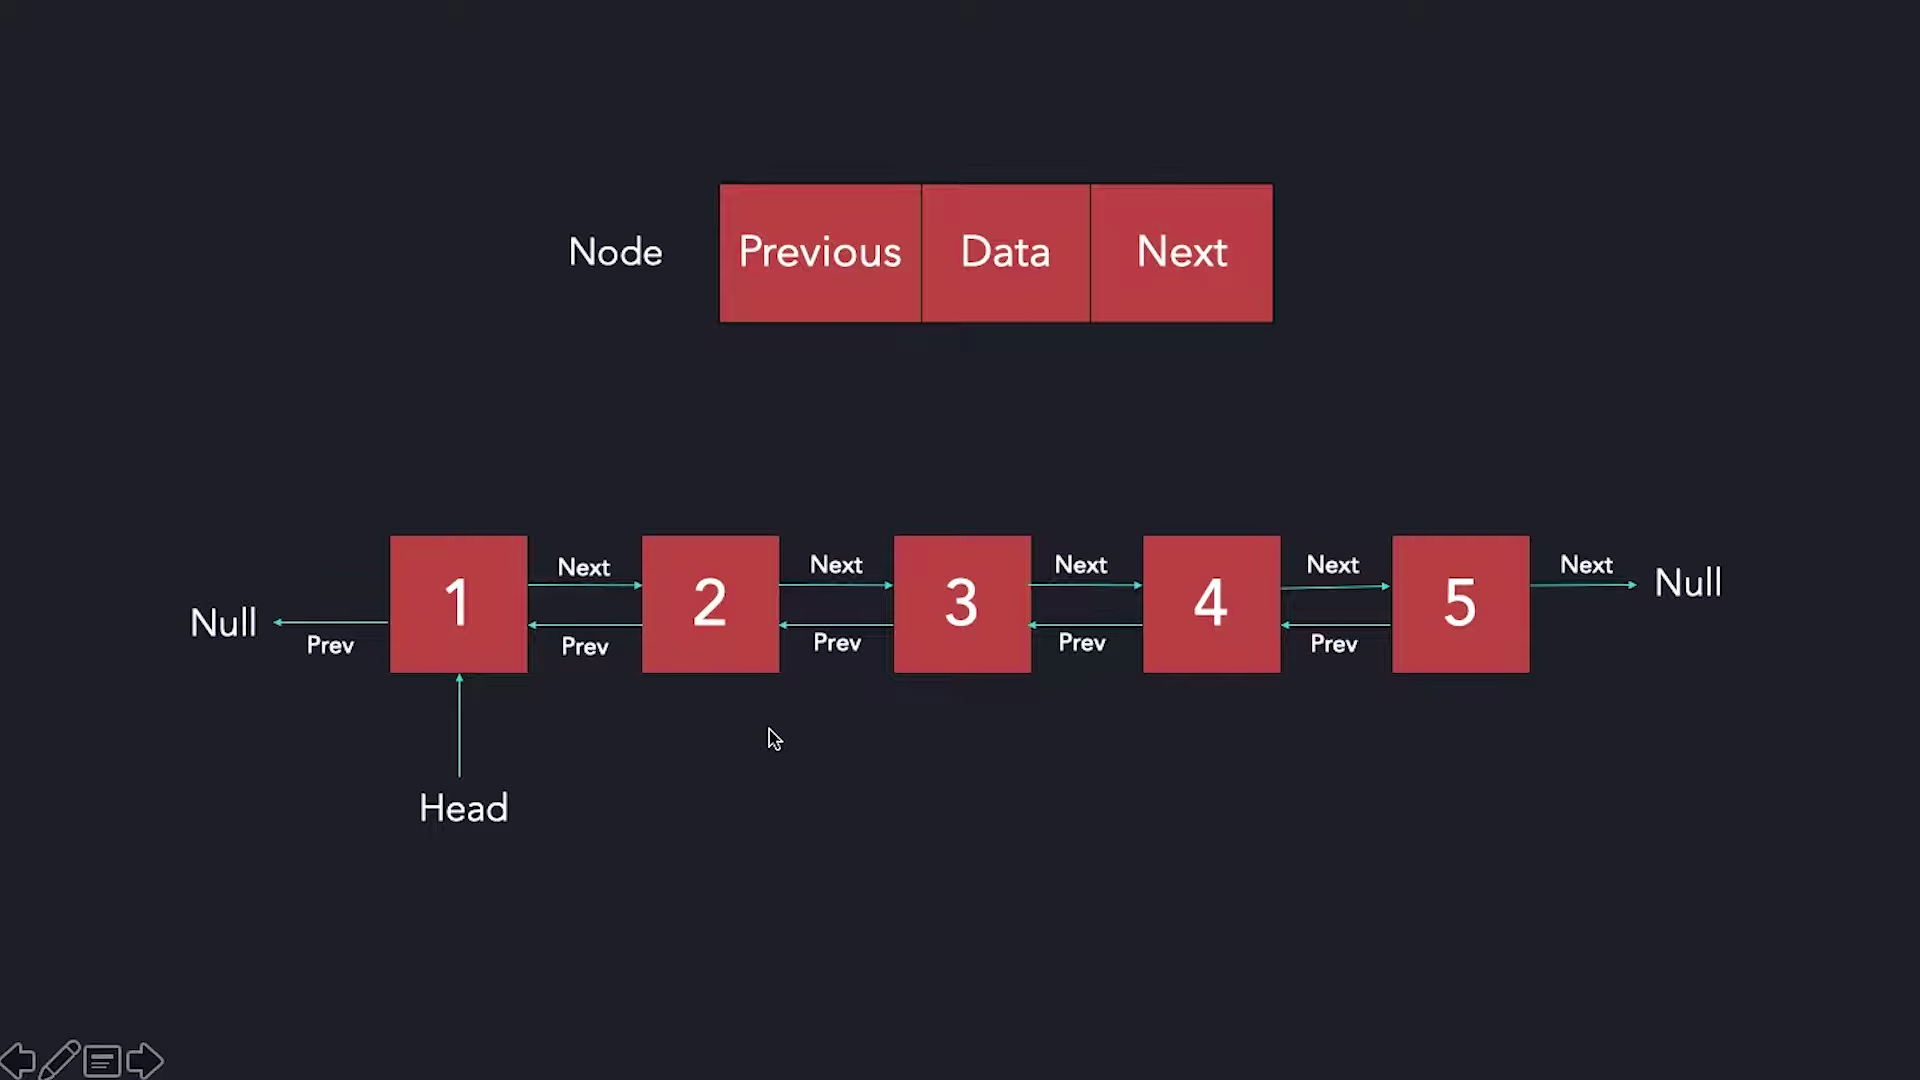 Node Previous Data Next
Next Next Next Next Next
Null 1 2 3 4 5 Null
Prev Prev Prev Prev Prev
Head